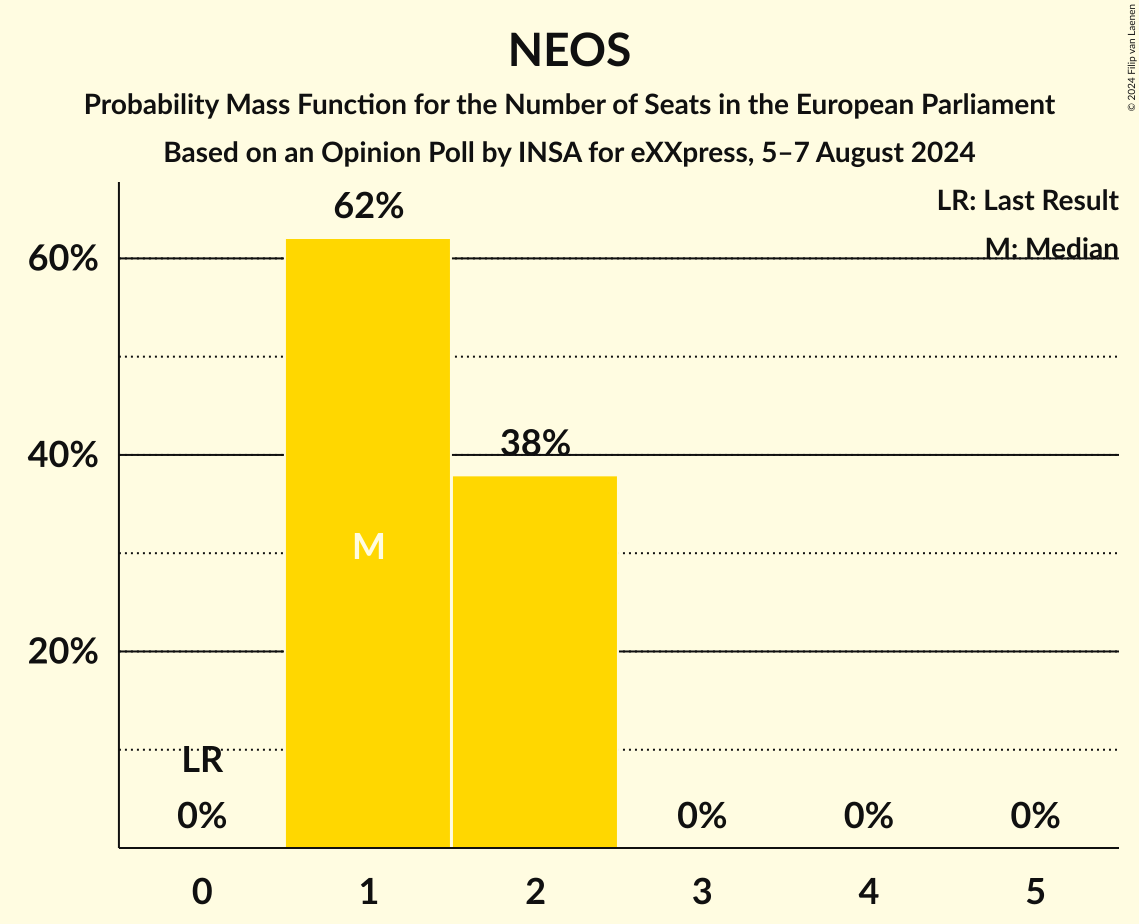 NEOS
Probability Mass Function for the Number of Seats in the European Parliament
Based on an Opinion Poll by INSA for eXXpress, 5–7 August 2024
© 2024 Filip van Laenen
LR: Last Result
M: Median
62%
60%
38%
40%
M
20%
LR
0%
0%
0%
0%
0
1
2
3
4
5